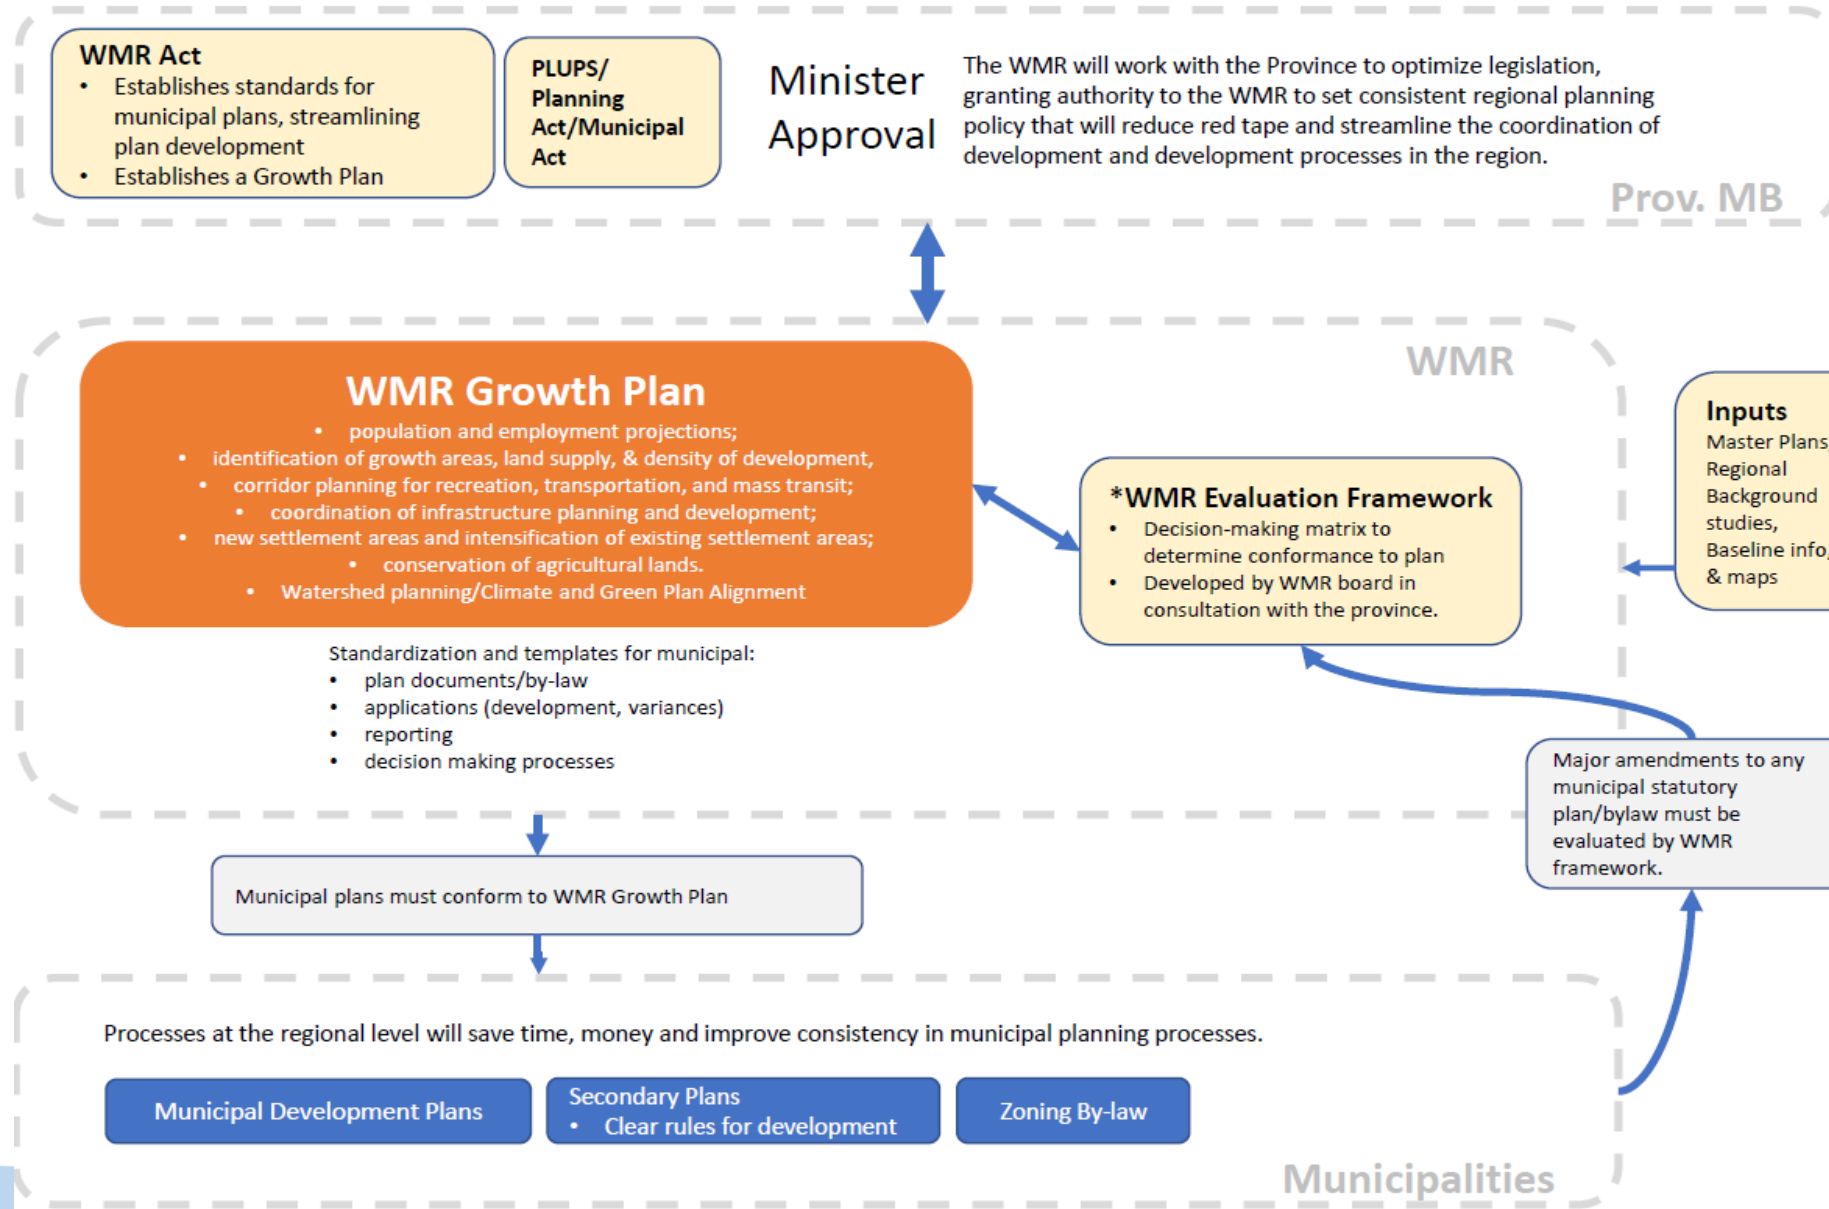 WMR Act
• Establishes standards for
municipal plans, streamlining
plan development
• Establishes a Growth Plan
PLUPS/
Planning
Act/Municipal
Act
Minister
Approval
The WMR will work with the Province to optimize legislation,
granting authority to the WMR to set consistent regional planning
policy that will reduce red tape and streamline the coordination of
development and development processes in the region.
Prov. MB
WMR
WMR Growth Plan
• population and employment projections;
• identification of growth areas, land supply, & density of development,
• corridor planning for recreation, transportation, and mass transit;
• coordination of infrastructure planning and development;
• new settlement areas and intensification of existing settlement areas;
• conservation of agricultural lands.
• Watershed planning/Climate and Green Plan Alignment
*WMR Evaluation Framework
• Decision-making matrix to
determine conformance to plan
• Developed by WMR board in
consultation with the province.
Inputs
Master Plans,
Regional
Background
studies,
Baseline info,
& maps
Standardization and templates for municipal:
• plan documents/by-law
• applications (development, variances)
• reporting
• decision making processes
Major amendments to any
municipal statutory
plan/bylaw must be
evaluated by WMR
framework.
Municipal plans must conform to WMR Growth Plan
Processes at the regional level will save time, money and improve consistency in municipal planning processes.
Municipal Development Plans
Secondary Plans
• Clear rules for development
Zoning By-law
Municipalities